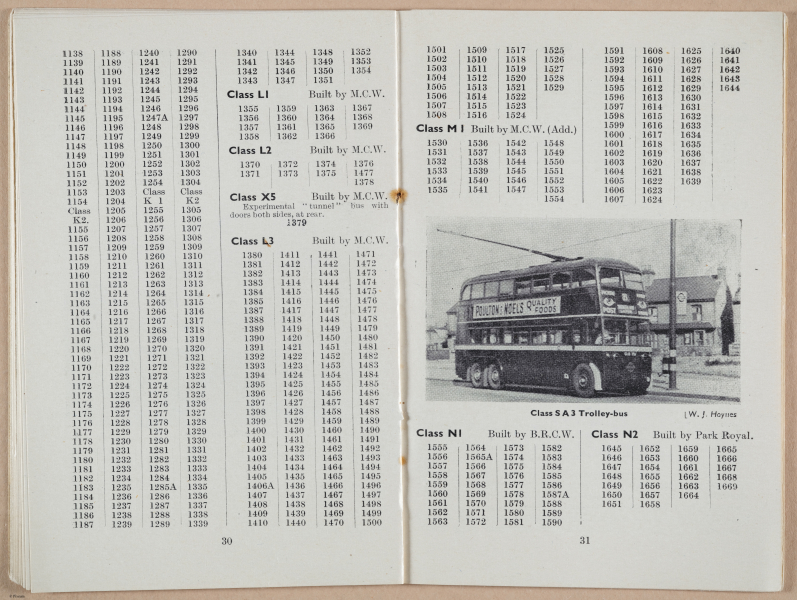 1138 1188 1240 1290
1139 1189 1241 1291
1140 1190 1242 1292
1141 1191 1243 1293
1142 1192 1244 1294
1143 1193 1245 1295
1144 1194 1246 1296
1145 1195 1247A 1297
1146 1196 1248 1298
1147 1197 1249 1299
1148 1198 1250 1300
1149 1199 1251 1301
1150 1200 1252 1302
1151 1201 1253 1303
1152 1202 1254 1304
1153 1203 Class Class
1154 1204 K 1 K2
Class 1205 1255 1305
K2. 1206 1256 1306
1155 1207 1257 1307
1156 1208 1258 1308
1157 1209 1259 1309
1158 1210 1260 1310
1159 1211 1261 1311
1160 1212 1262 1312
1161 1213 1263 1313
1162 1214 1264 1314
1163 1215 1265 1315
1164 1216 1266 1316
1165 1217 1267 1317
1166 1218 1268 1318
1167 1219 1269 1319
1168 1220 1270 1320
1169 1221 1271 1321
1170 1222 1272 1322
1171 1223 1273 1323
1172 1224 1274 1324
1173 1225 1275 1325
1174 1226 1276 1326
1175 1227 1277 1327
1176 1228 1278 1328
1177 1229 1279 1329
1178 1230 1280 1330
1179 1231 1281 1331
1180 1232 1282 1332
1181 1233 1283 1333
1182 1234 1284 1334
1183 1235 1285A 1335
1184 1236 1286 1336
1185 1237 1287 1337
1186 1238 1288 1338
1187 1239 1289 1339
1340 1344 1348 1352
1341 1345 1349 1353
1342 1346 1350 1354
1343 1347 1351
Class L1 Built by M.C.W.
1355 1359 1363 1367
1356 1360 1364 1368
1357 1361 1365 1369
1358 1362 1366
Class L2 Built by M.C.W.
1370 1372 1374 1376
1371 1373 1375 1477
1378
Class X5 Built by M.C.W.
Experimental "tunnel" bus with
doors both sides, at rear.
1379
Class L3 Built by M.C.W.
1380 1411 1441 1471
1381 1412 1442 1472
1382 1413 1443 1473
1383 1414 1444 1474
1384 1415 1445 1475
1385 1416 1446 1476
1387 1417 1447 1477
1388 1418 1448 1478
1389 1419 1449 1479
1390 1420 1450 1480
1391 1421 1451 1481
1392 1422 1452 1482
1393 1423 1453 1483
1394 1424 1454 1484
1395 1425 1455 1485
1396 1426 1456 1486
1397 1427 1457 1487
1398 1428 1458 1488
1399 1429 1459 1489
1400 1430 1460 1490
1401 1431 1461 1491
1402 1432 1462 1492
1403 1433 1463 1493
1404 1434 1464 1494
1405 1435 1465 1495
1406A 1436 1466 1496
1407 1437 1467 1497
1408 1438 1468 1498
1409 1439 1469 1499
1410 1440 1470 1500
30
1501 1509 1517 1525
1502 1510 1518 1526
1503 1511 1519 1527
1504 1512 1520 1528
1505 1513 1521 1529
1506 1514 1522
1507 1515 1523
1508 1516 1524
Class M1 Built by M.C.W. (Add.)
1530 1536 1542 1548
1531 1537 1543 1549
1532 1538 1544 1550
1533 1539 1545 1551
1534 1540 1546 1552
1535 1541 1547 1553
1554
1591 1608 1625 1640
1592 1609 1626 1641
1593 1610 1627 1642
1594 1611 1628 1643
1595 1612 1629 1644
1596 1613 1630
1597 1614 1631
1598 1615 1632
1599 1616 1633
1600 1617 1634
1601 1618 1635
1602 1619 1636
1603 1620 1637
1604 1621 1638
1605 1622 1639
1606 1623
1607 1624
POULTON & NOEL'S QUALITY FOODS
Class SA3 Trolley-bus
[W. J. Haynes
Class N1 Built by B.R.C.W.
1555 1564 1573 1582
1556 1565A 1574 1583
1557 1566 1575 1584
1558 1567 1576 1585
1559 1568 1577 1586
1560 1569 1578 1587A
1561 1570 1579 1588
1562 1571 1580 1589
1563 1572 1581 1590
Class N2 Built by Park Royal.
1645 1652 1659 1665
1646 1653 1660 1666
1647 1654 1661 1667
1648 1655 1662 1668
1649 1656 1663 1669
1650 1657 1664
1651 1658
31